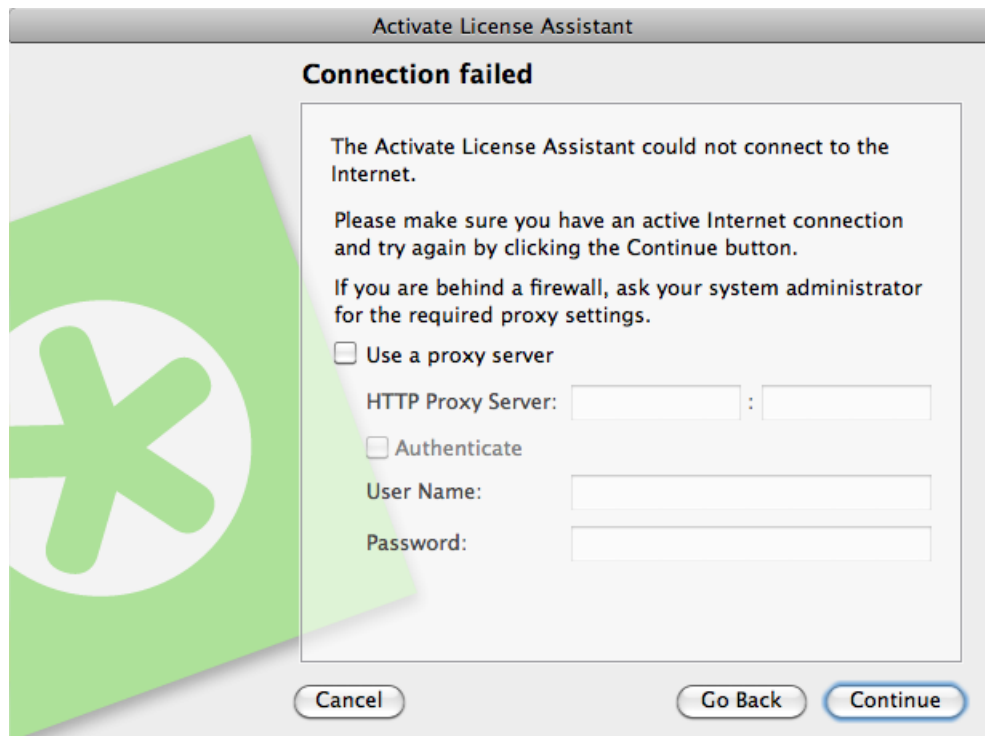 Activate License Assistant
Connection failed
The Activate License Assistant could not connect to the
Internet.
Please make sure you have an active Internet connection
and try again by clicking the Continue button.
If you are behind a firewall, ask your system administrator
for the required proxy settings.
Use a proxy server
HTTP Proxy Server: :
Authenticate
User Name:
Password:
Cancel Go Back Continue